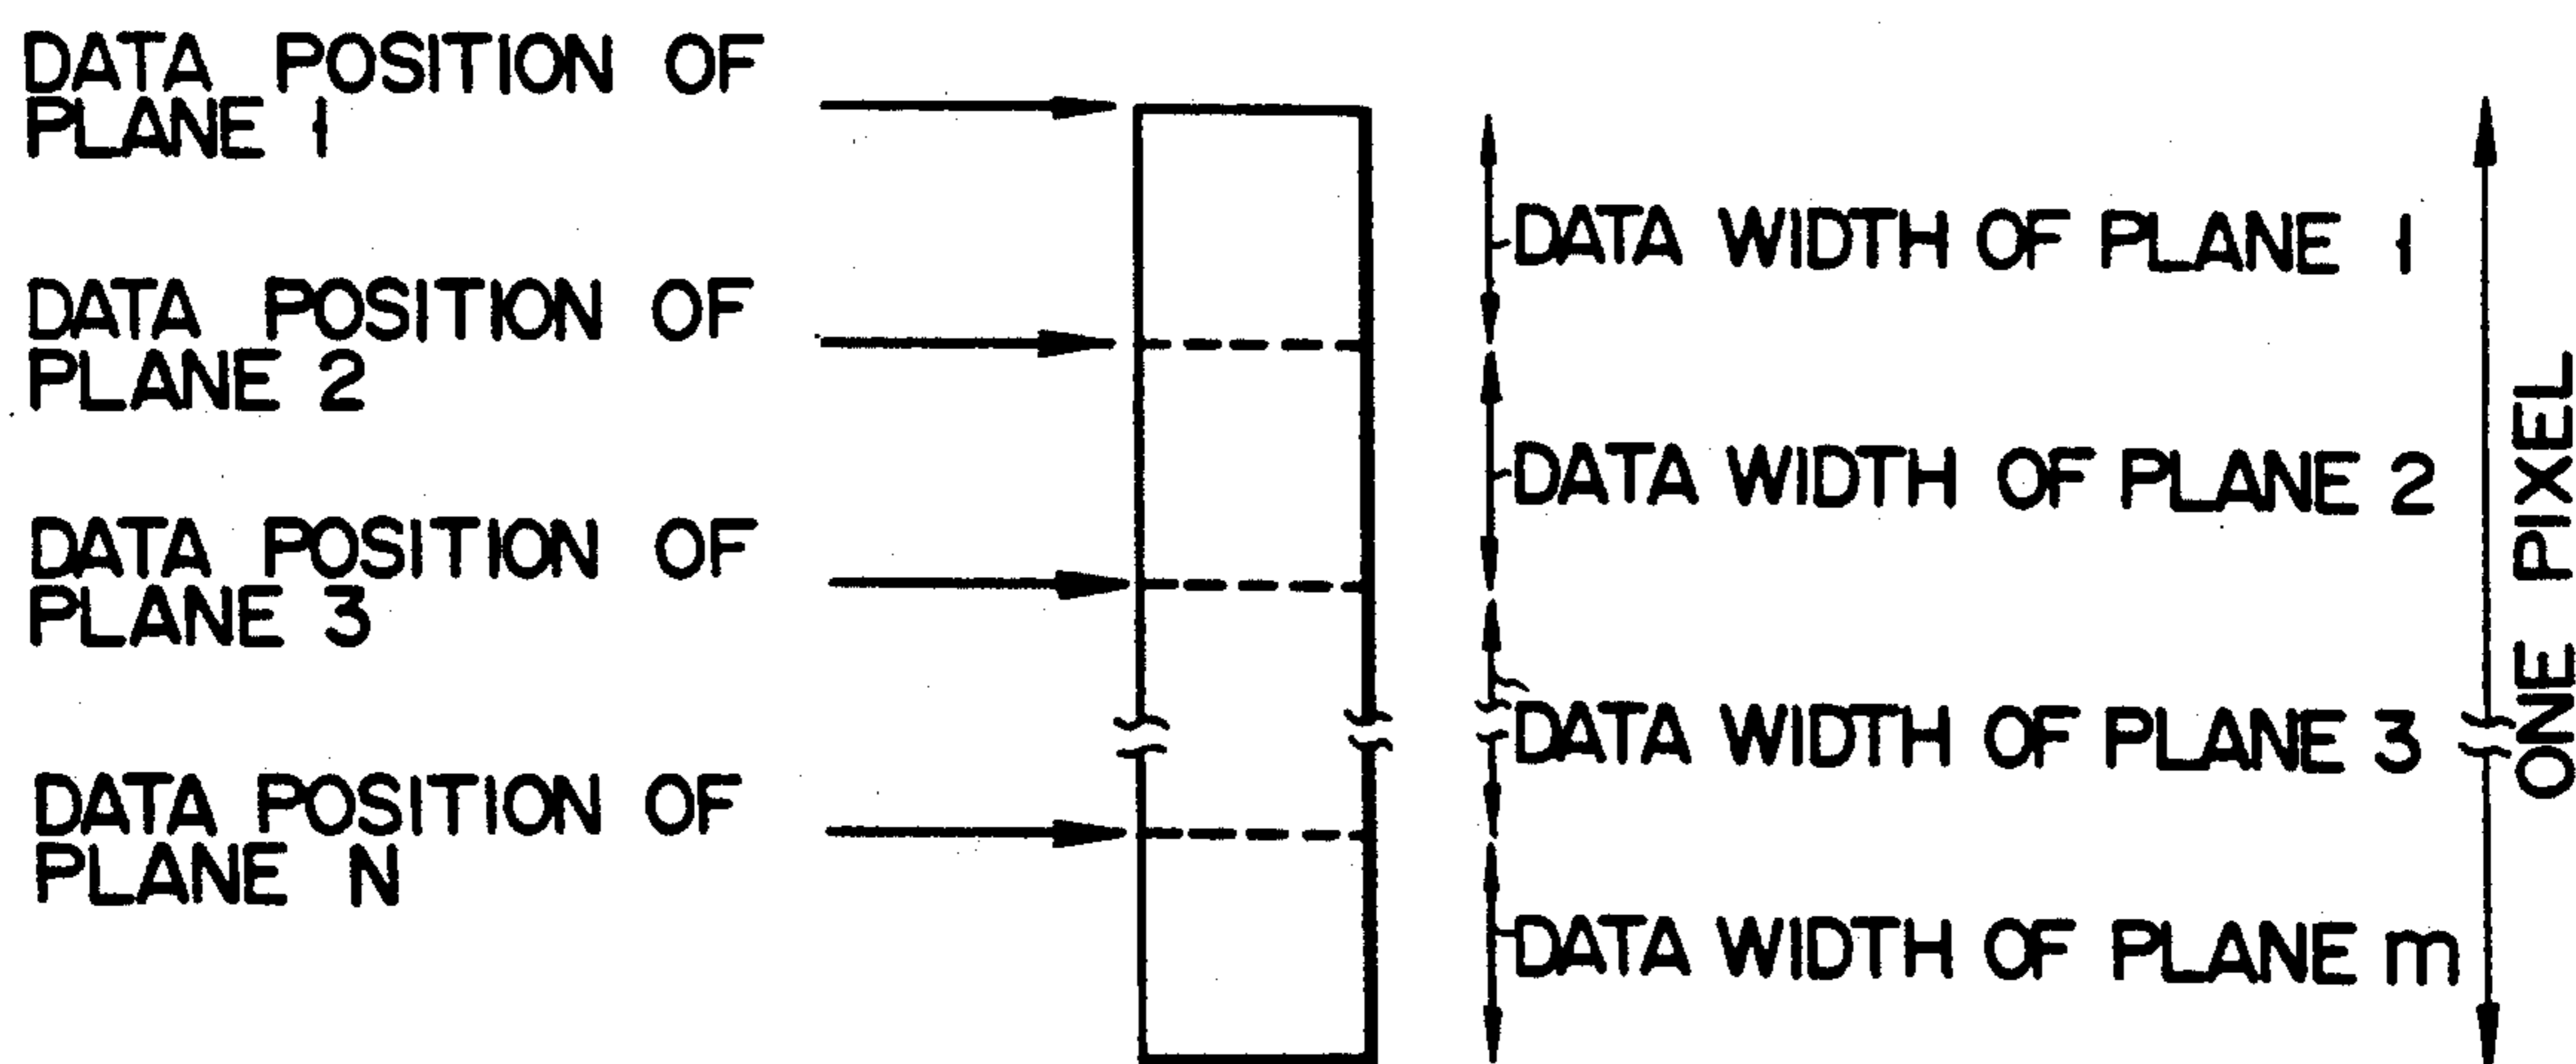 DATA POSITION OF
PLANE 1
DATA POSITION OF
PLANE 2
DATA POSITION OF
PLANE 3
DATA POSITION OF
PLANE N
DATA WIDTH OF PLANE 1
DATA WIDTH OF PLANE 2
DATA WIDTH OF PLANE 3
DATA WIDTH OF PLANE m
ONE PIXEL